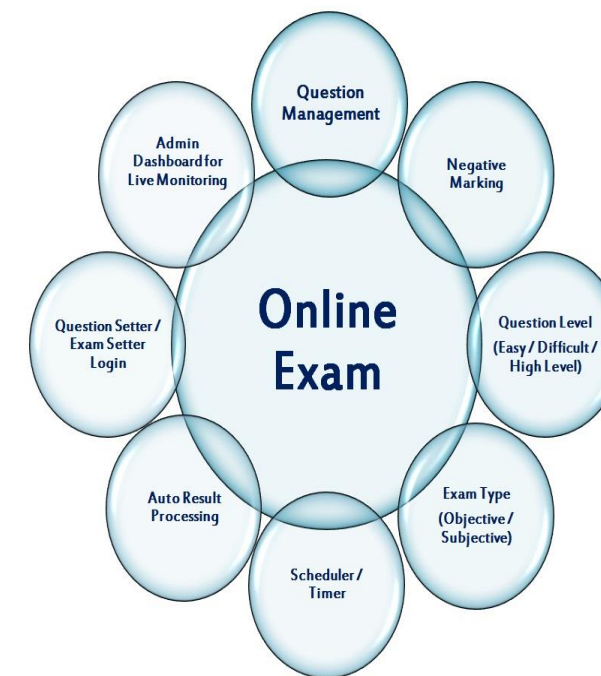 Question
Management
Admin
Dashboard for
Live Monitoring
Negative
Marking
Online
Exam
Question Setter /
Exam Setter
Login
Question Level
(Easy / Difficult /
High Level)
Auto Result
Processing
Exam Type
(Objective /
Subjective)
Scheduler /
Timer